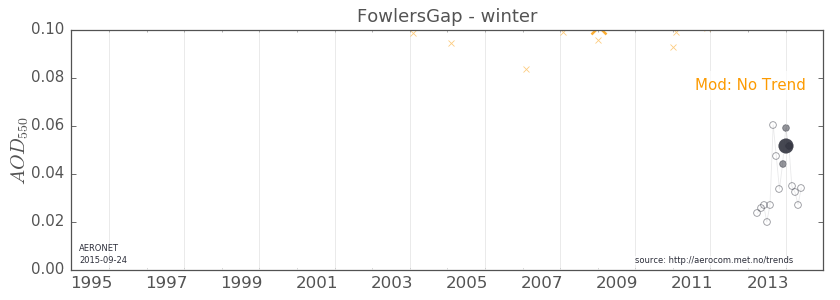 FowlersGap - winter
0.10
0.08
0.06
0.04
0.02
0.00
AOD550
Mod: No Trend
AERONET
2015-09-24
source: http://aerocom.met.no/trends
1995 1997 1999 2001 2003 2005 2007 2009 2011 2013